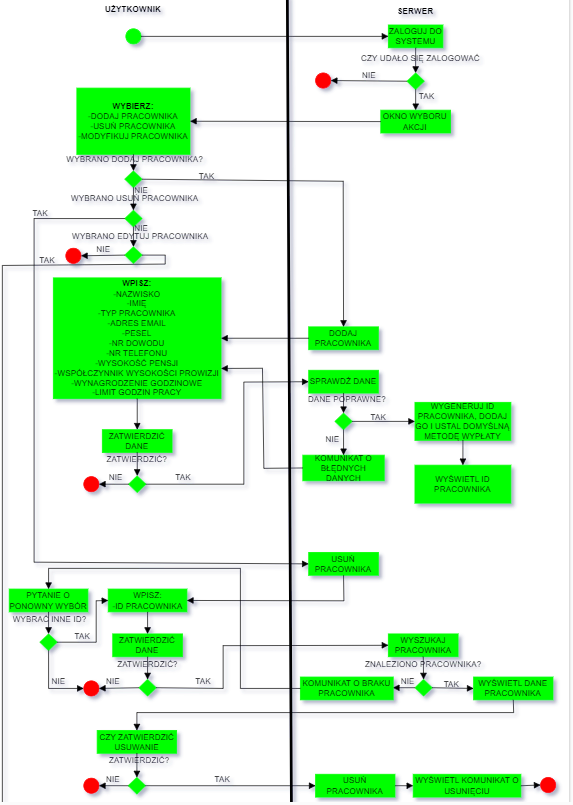 UŻYTKOWNIK
SERWER
ZALOGUJ DO
SYSTEMU
CZY UDAŁO SIĘ ZALOGOWAĆ
NIE
TAK
OKNO WYBORU
AKCJI
WYBIERZ:
-DODAJ PRACOWNIKA
-USUŃ PRACOWNIKA
-MODYFIKUJ PRACOWNIKA
WYBRANO DODAJ PRACOWNIKA?
TAK
NIE
WYBRANO USUŃ PRACOWNIKA
TAK
NIE
WYBRANO EDYTUJ PRACOWNIKA
NIE
TAK
WPISZ:
-NAZWISKO
-IMIĘ
-TYP PRACOWNIKA
-ADRES EMAIL
-PESEL
-NR DOWODU
-NR TELEFONU
-WYSOKOŚĆ PENSJI
-WSPÓŁCZYNNIK WYSOKOŚCI PROWIZJI
-WYNAGRODZENIE GODZINOWE
-LIMIT GODZIN PRACY
DODAJ
PRACOWNIKA
SPRAWDŹ DANE
DANE POPRAWNE?
TAK
NIE
WYGENERUJ ID
PRACOWNIKA, DODAJ
GO I USTAL DOMYŚLNĄ
METODĘ WYPŁATY
KOMUNIKAT O
BŁĘDNYCH
DANYCH
WYŚWIETL ID
PRACOWNIKA
ZATWIERDZIĆ
DANE
ZATWIERDZIĆ?
NIE
TAK
USUŃ
PRACOWNIKA
PYTANIE O
PONOWNY WYBÓR
WYBRAĆ INNE ID?
TAK
NIE
WPISZ:
-ID PRACOWNIKA
ZATWIERDZIĆ
DANE
ZATWIERDZIĆ?
NIE
TAK
WYSZUKAJ
PRACOWNIKA
ZNALEZIONO PRACOWNIKA?
NIE
TAK
KOMUNIKAT O BRAKU
PRACOWNIKA
WYŚWIETL DANE
PRACOWNIKA
CZY ZATWIERDZIĆ
USUWANIE
ZATWIERDZIĆ?
NIE
TAK
USUŃ
PRACOWNIKA
WYŚWIETL KOMUNIKAT O
USUNIĘCIU